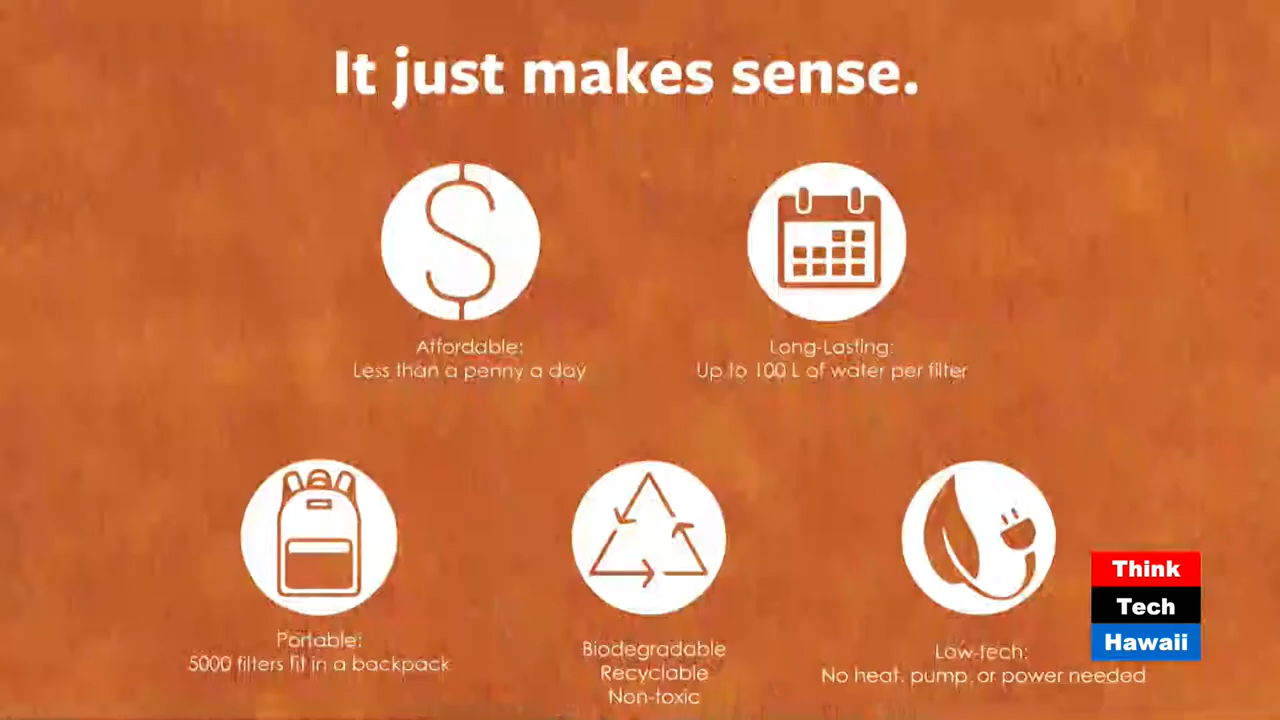 It just makes sense.
Affordable:
Less than a penny a day
Long-Lasting:
Up to 100 L of water per filter
Portable:
5000 filters fit in a backpack
Biodegradable
Recyclable
Non-toxic
Low-tech:
No heat, pump, or power needed
Think
Tech
Hawaii